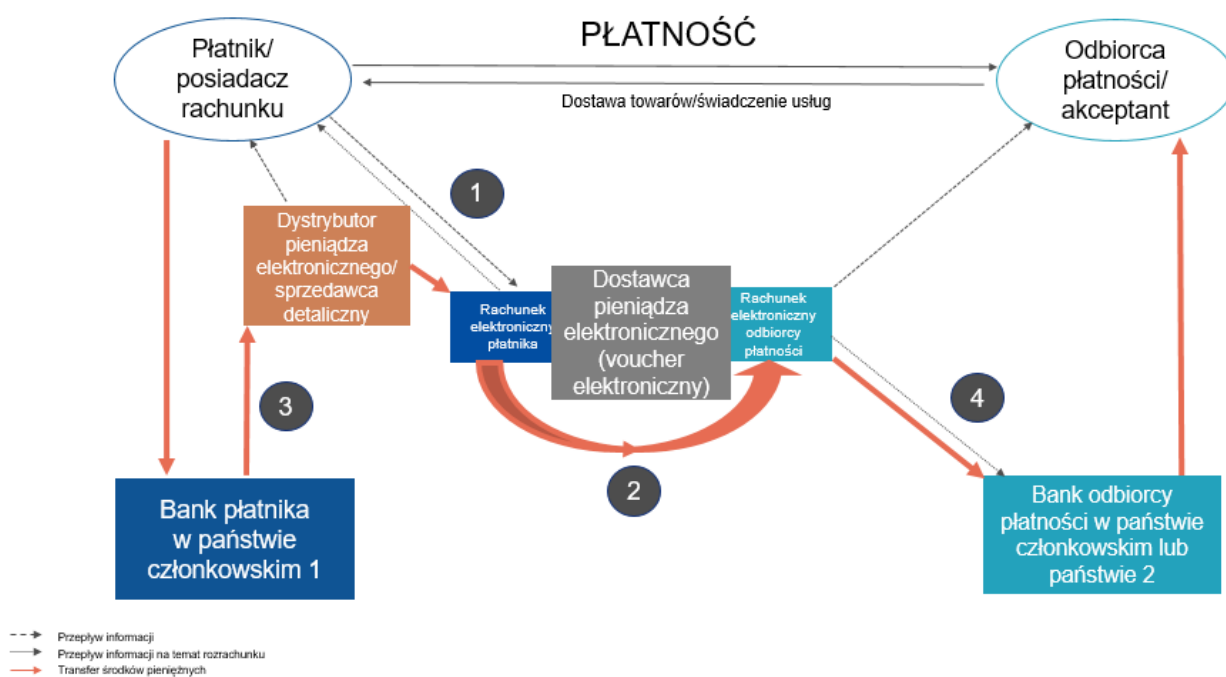 PŁATNOŚĆ
Płatnik/
posiadacz
rachunku
Odbiorca
płatności/
akceptant
Dostawa towarów/świadczenie usług
1
Dystrybutor
pieniądza
elektronicznego/
sprzedawca
detaliczny
Rachunek
elektroniczny
płatnika
Dostawca
pieniądza
elektronicznego
(voucher
elektroniczny)
Rachunek
elektroniczny
odbiorcy
płatności
3
4
2
Bank płatnika
w państwie
członkowskim 1
Bank odbiorcy
płatności w państwie
członkowskim lub
państwie 2
Przepływ informacji
Przepływ informacji na temat rozrachunku
Transfer środków pieniężnych